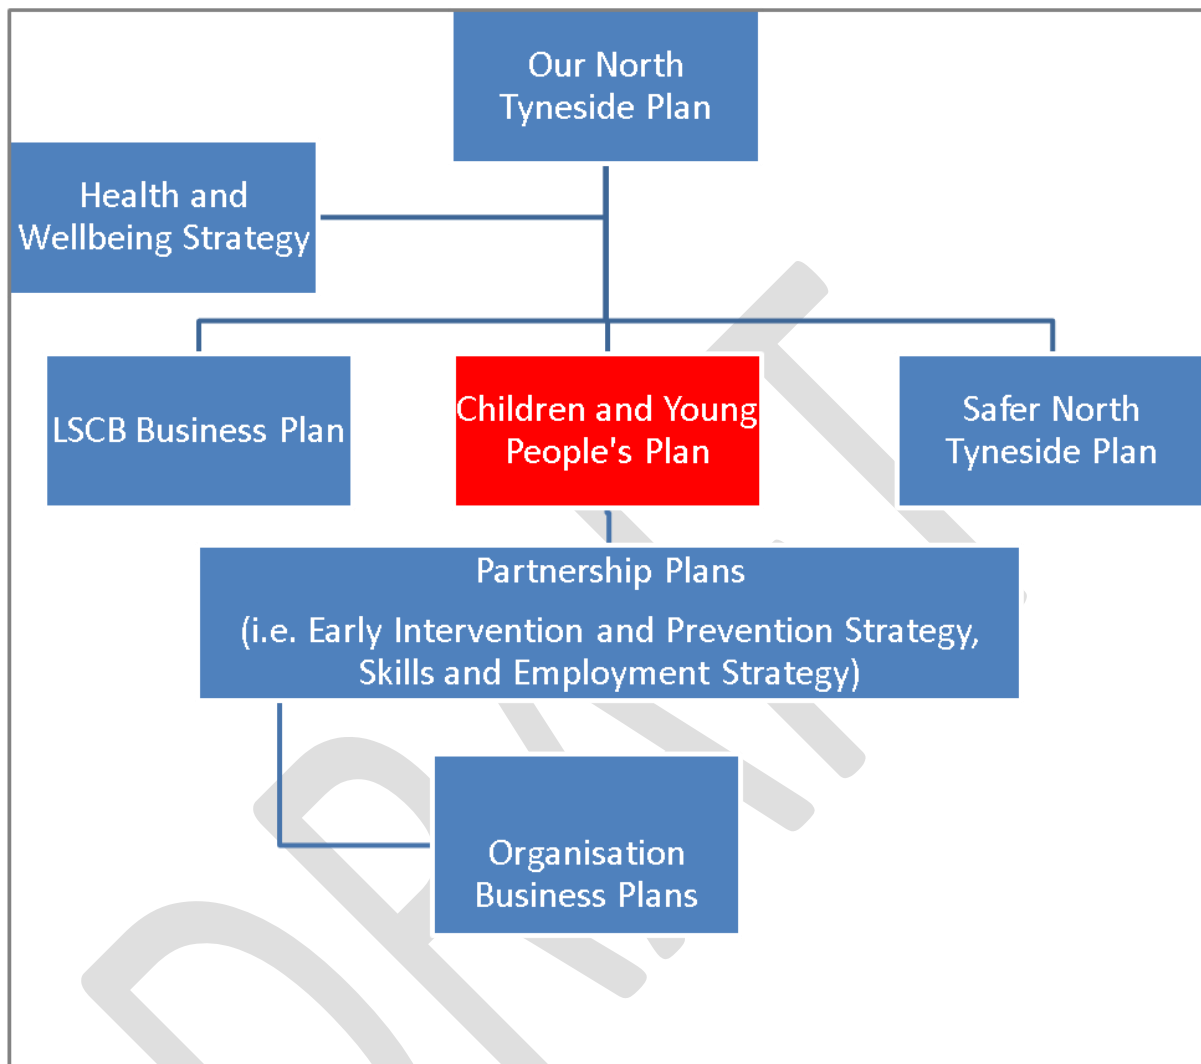 Our North
Tyneside Plan
Health and
Wellbeing Strategy
LSCB Business Plan
Children and Young
People's Plan
Safer North
Tyneside Plan
Partnership Plans
(i.e. Early Intervention and Prevention Strategy,
Skills and Employment Strategy)
Organisation
Business Plans
DRAFT